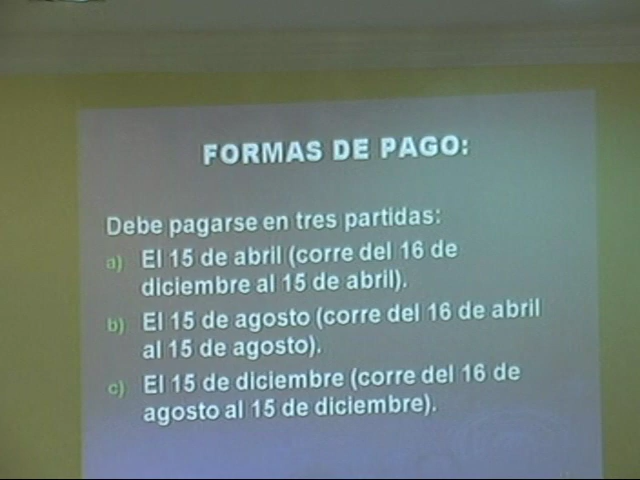 FORMAS DE PAGO:
Debe pagarse en tres partidas:
a) El 15 de abril (corre del 16 de
diciembre al 15 de abril).
b) El 15 de agosto (corre del 16 de abril
al 15 de agosto).
c) El 15 de diciembre (corre del 16 de
agosto al 15 de diciembre).